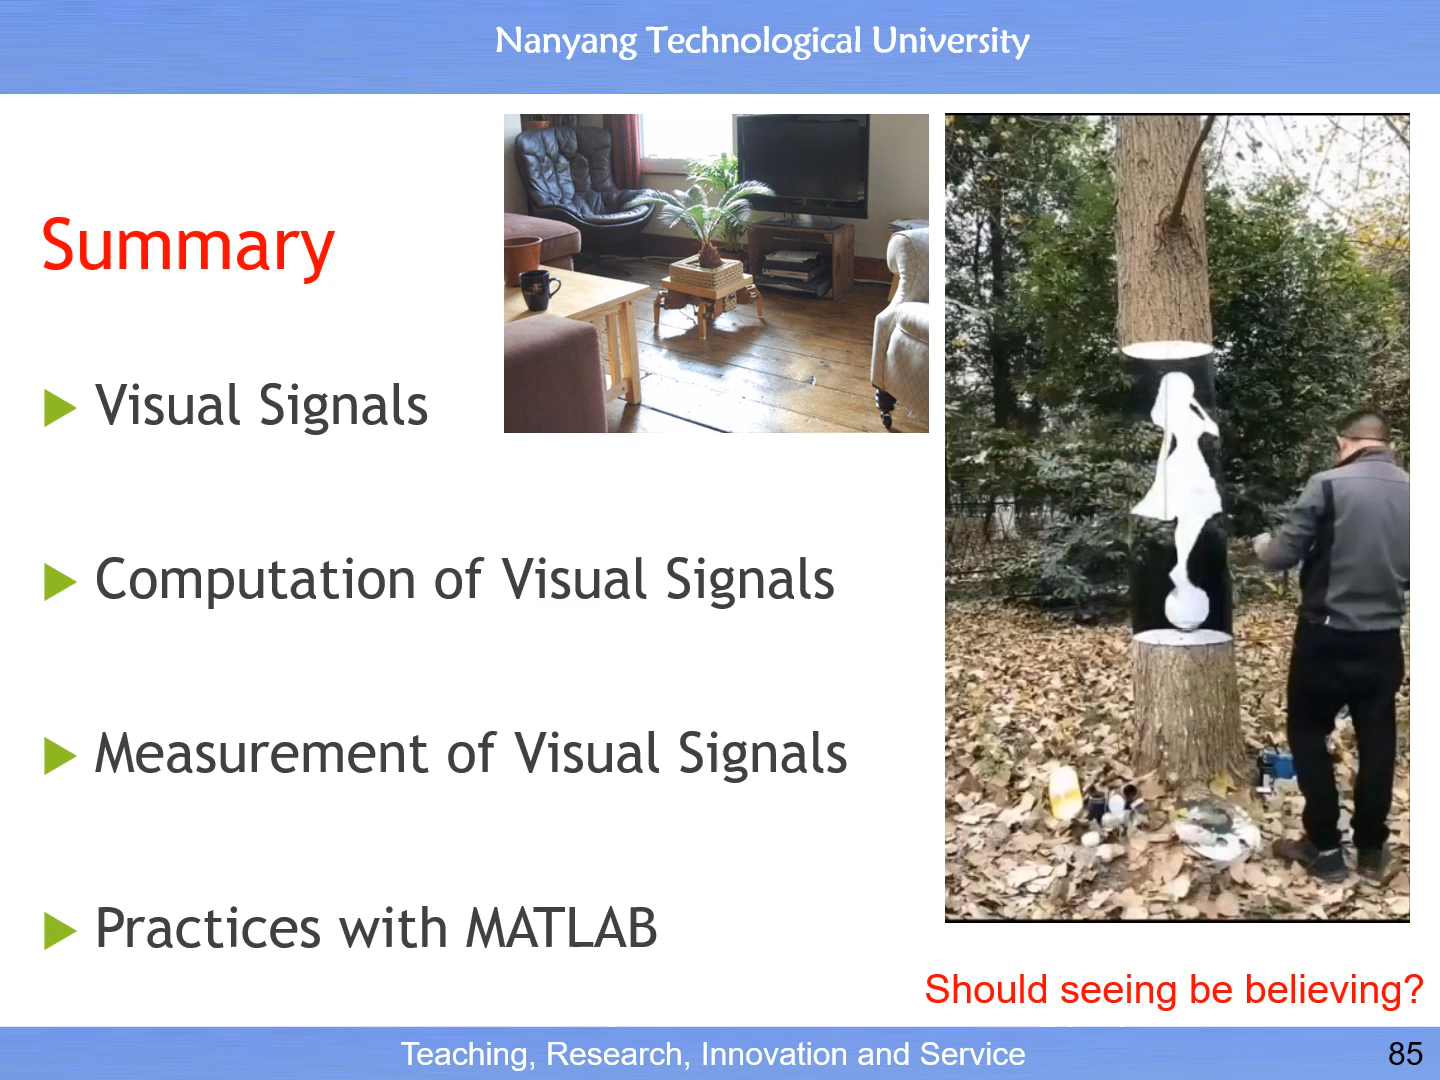 Nanyang Technological University
Summary
Visual Signals
Computation of Visual Signals
Measurement of Visual Signals
Practices with MATLAB
Should seeing be believing?
Teaching, Research, Innovation and Service
85